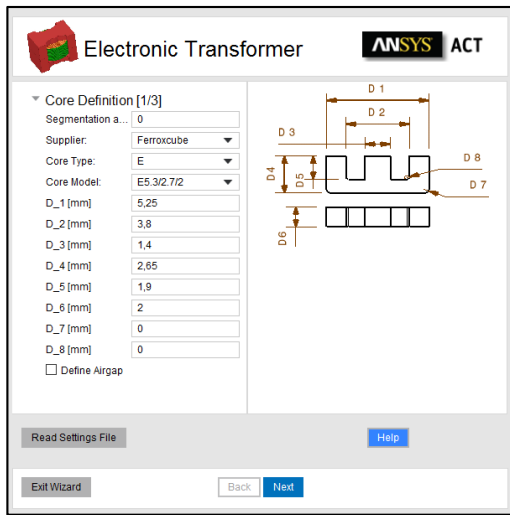 Electronic Transformer
ANSYS ACT
Core Definition [1/3]
Segmentation a... 0
Supplier: Ferroxcube
Core Type: E
Core Model: E5.3/2.7/2
D_1 [mm] 5,25
D_2 [mm] 3,8
D_3 [mm] 1,4
D_4 [mm] 2,65
D_5 [mm] 1,9
D_6 [mm] 2
D_7 [mm] 0
D_8 [mm] 0
Define Airgap
D 1
D 2
D 3
D 8
D4
D5
D 7
D6
Read Settings File
Help
Exit Wizard
Back
Next